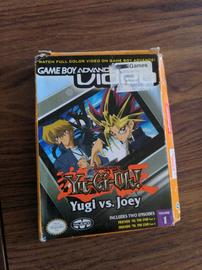 WATCH FULL COLOR VIDEO ON GAME BOY ADVANCE!
Games
GAME BOY ADVANCE
Video
Yu-Gi-Oh!
Yugi vs. Joey
INCLUDES TWO EPISODES
VOLUME
1